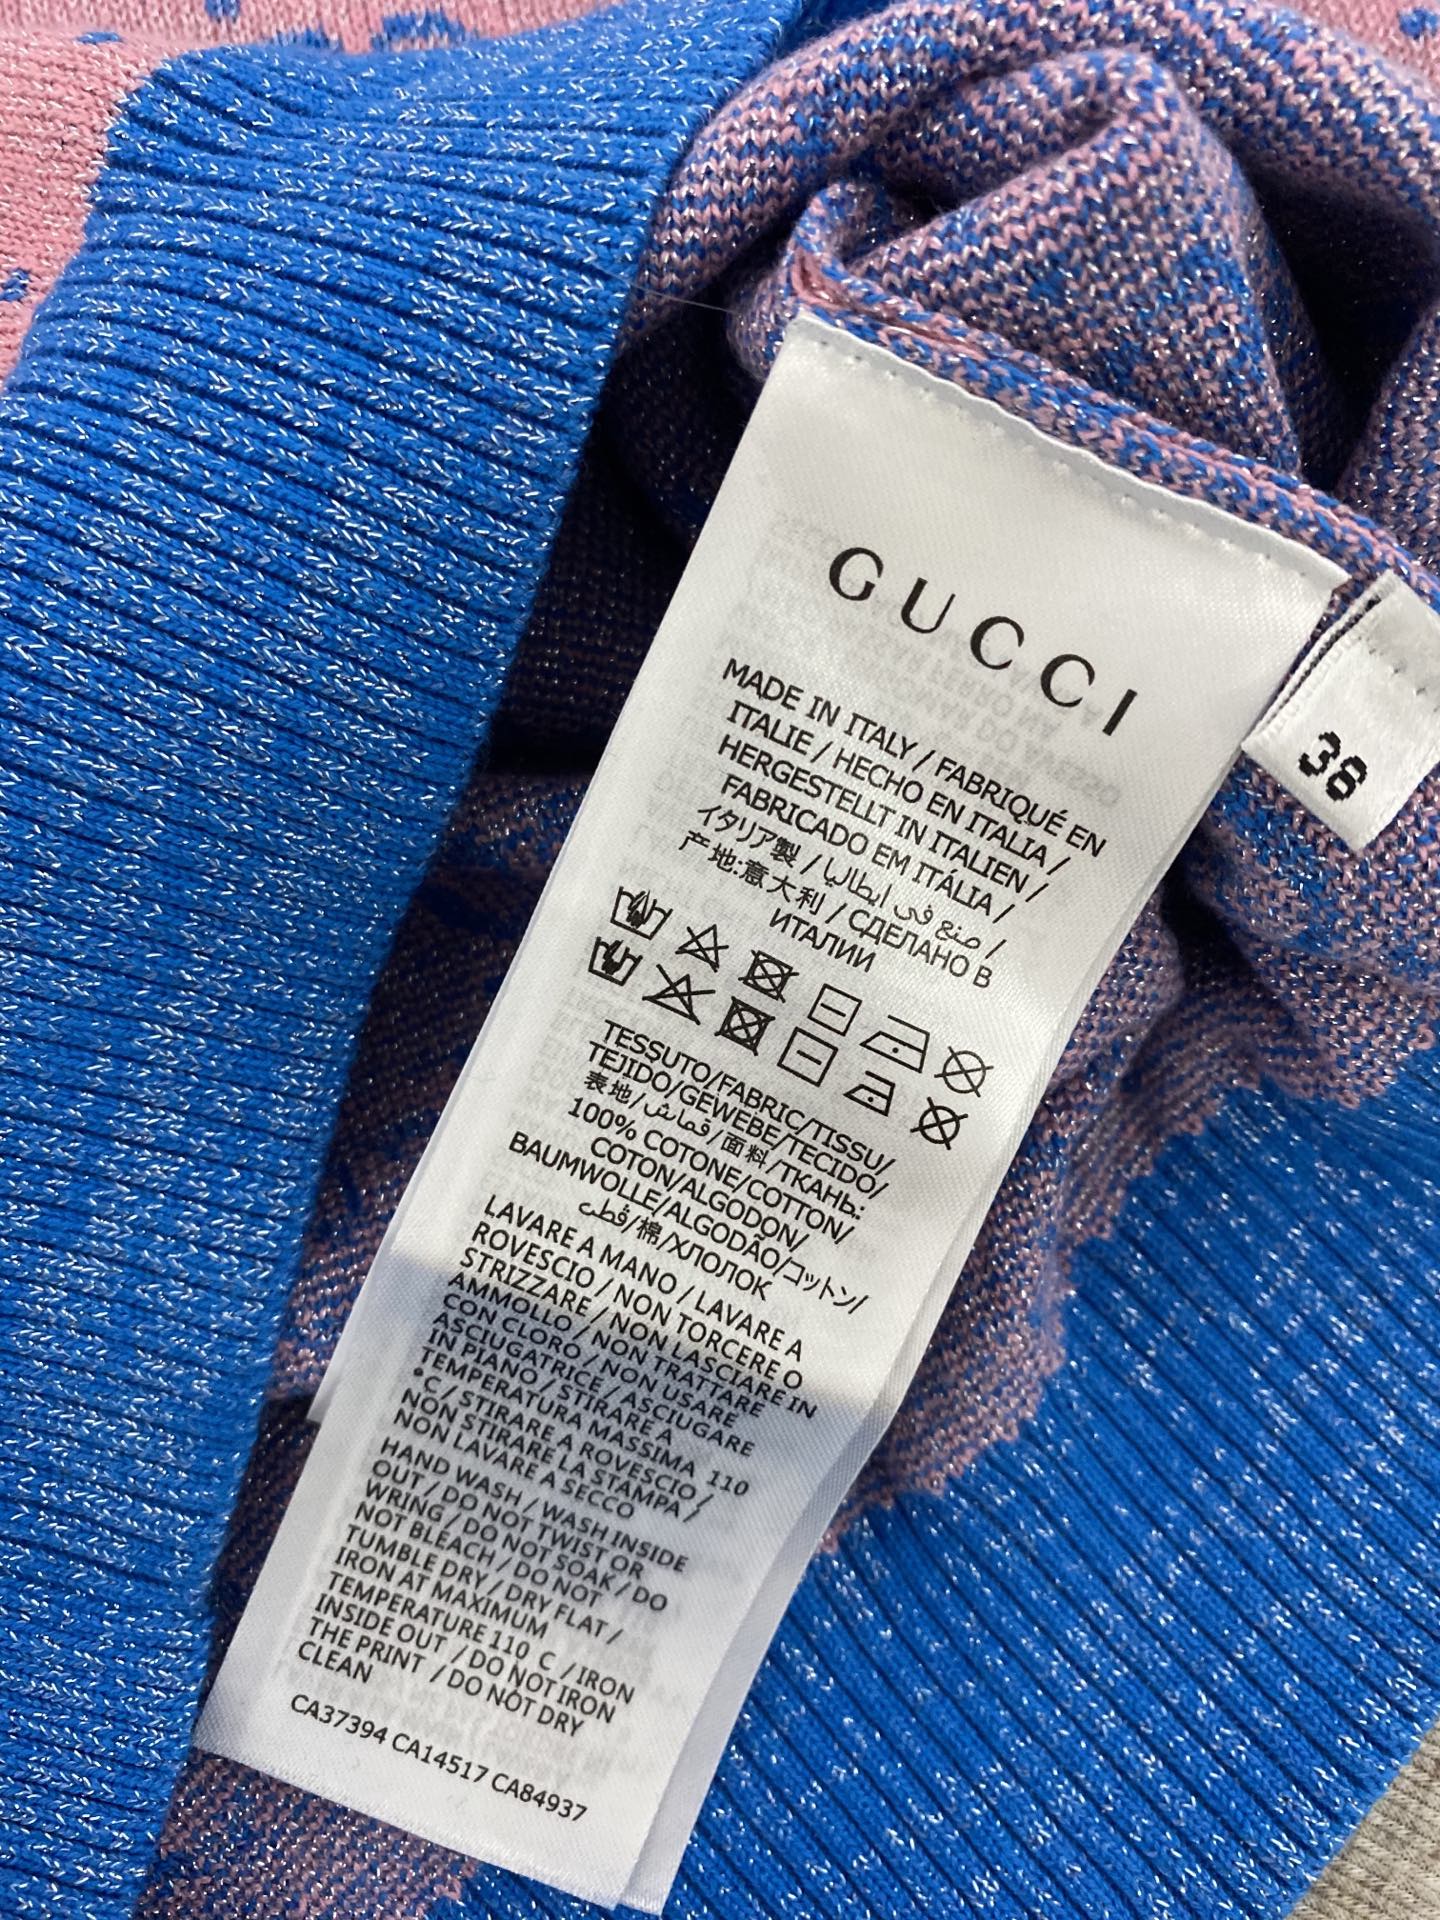 GUCCI
MADE IN ITALY / FABRIQUÉ EN
ITALIE / HECHO EN ITALIA /
HERGESTELLT IN ITALIEN /
FABRICADO EM ITÁLIA /
イタリア製 / صنع في ايطاليا /
产地:意大利 / СДЕЛАНО В
ИТАЛИИ
38
TESSUTO/FABRIC/TISSU/
TEJIDO/GEWEBE/TECIDO/
表地/قماش/面料/ТКАНЬ:
100% COTONE/COTTON/
COTON/ALGODON/
BAUMWOLLE/ALGODÃO/コットン/
قطن/棉/ХЛОПОК
LAVARE A MANO / LAVARE A
ROVESCIO / NON TORCERE O
STRIZZARE / NON LASCIARE IN
AMMOLLO / NON TRATTARE
CON CLORO / NON USARE
ASCIUGATRICE / ASCIUGARE
IN PIANO / STIRARE A
TEMPERATURA MASSIMA 110
°C / STIRARE A ROVESCIO /
NON STIRARE LA STAMPA /
NON LAVARE A SECCO
HAND WASH / WASH INSIDE
OUT / DO NOT TWIST OR
WRING / DO NOT SOAK / DO
NOT BLEACH / DO NOT
TUMBLE DRY / DRY FLAT /
IRON AT MAXIMUM
TEMPERATURE 110 C / IRON
INSIDE OUT / DO NOT IRON
THE PRINT / DO NOT DRY
CLEAN
CA37394 CA14517 CA84937